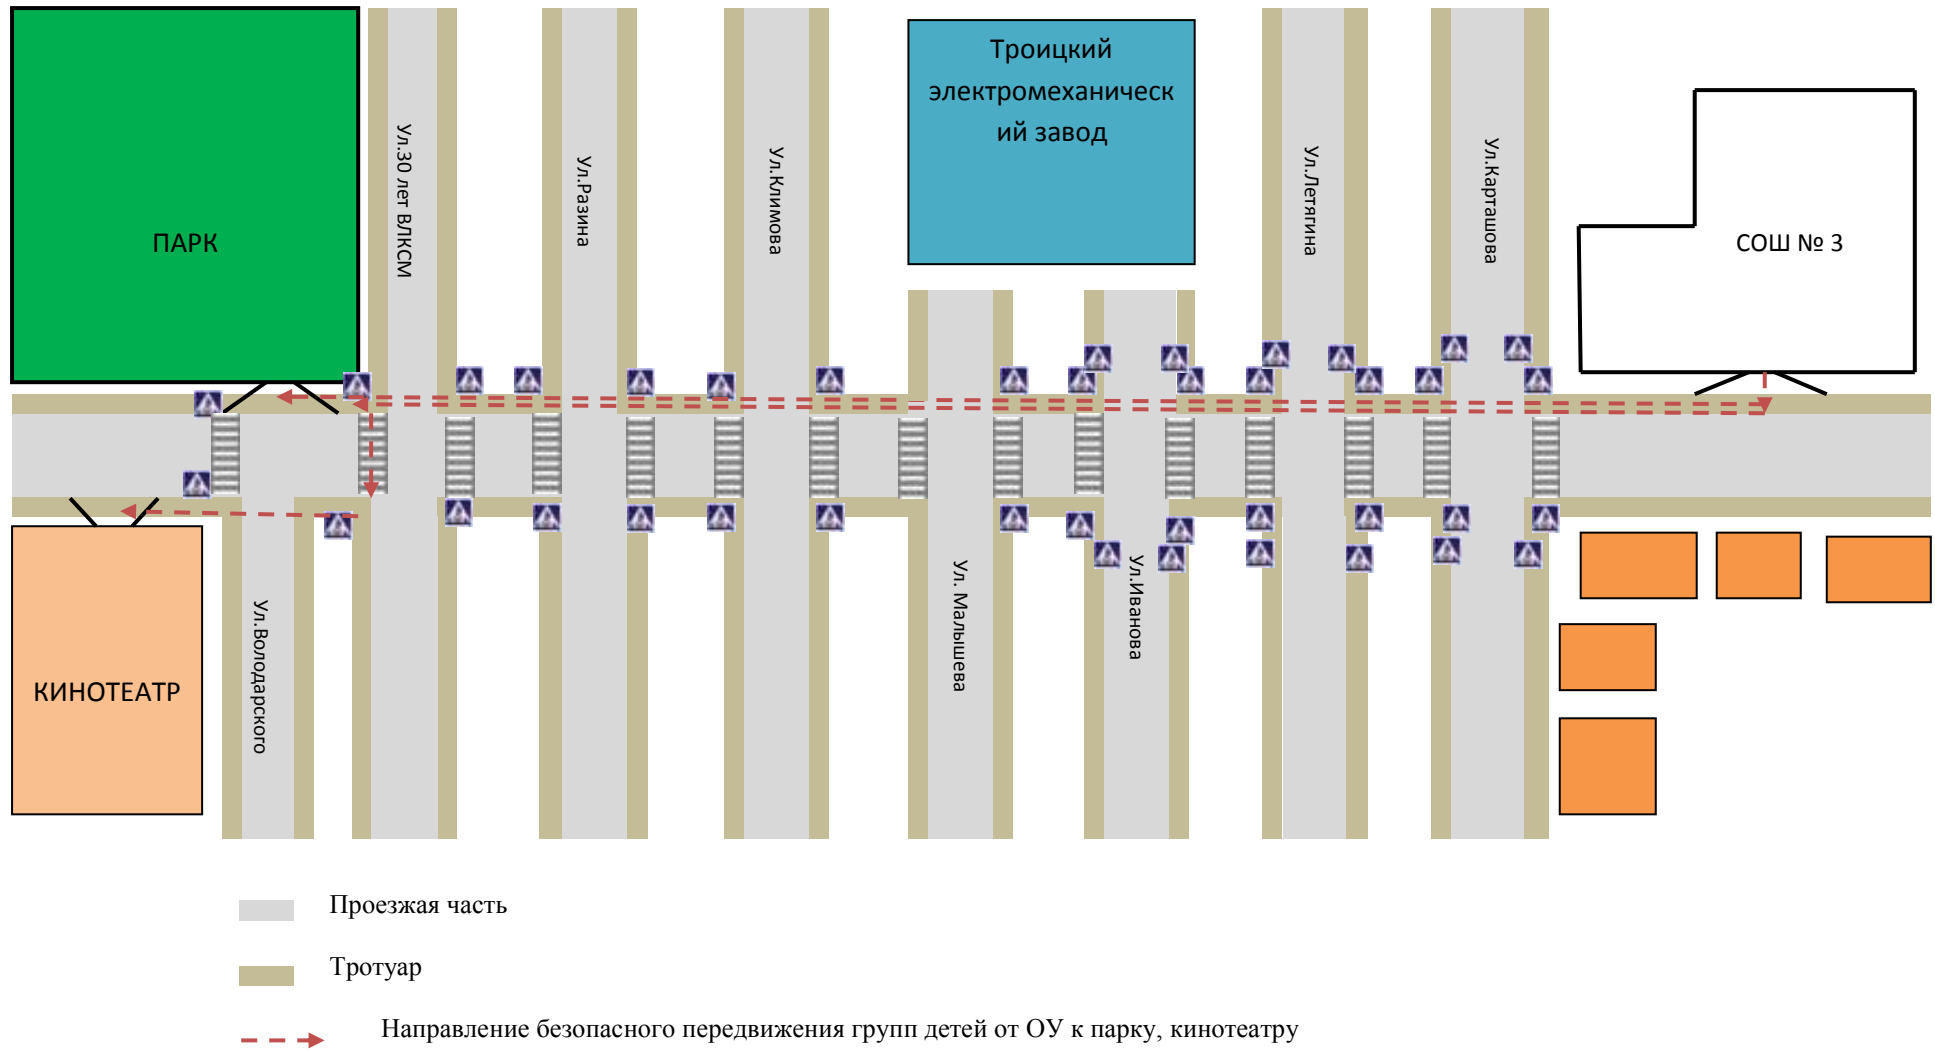 Троицкий
электромеханическ
ий завод
ПАРК
Ул.30 лет ВЛКСМ
Ул.Разина
Ул.Климова
Ул.Летягина
Ул.Карташова
СОШ № 3
КИНОТЕАТР
Ул.Володарского
Ул. Малышева
Ул.Иванова
Проезжая часть
Тротуар
Направление безопасного передвижения групп детей от ОУ к парку, кинотеатру